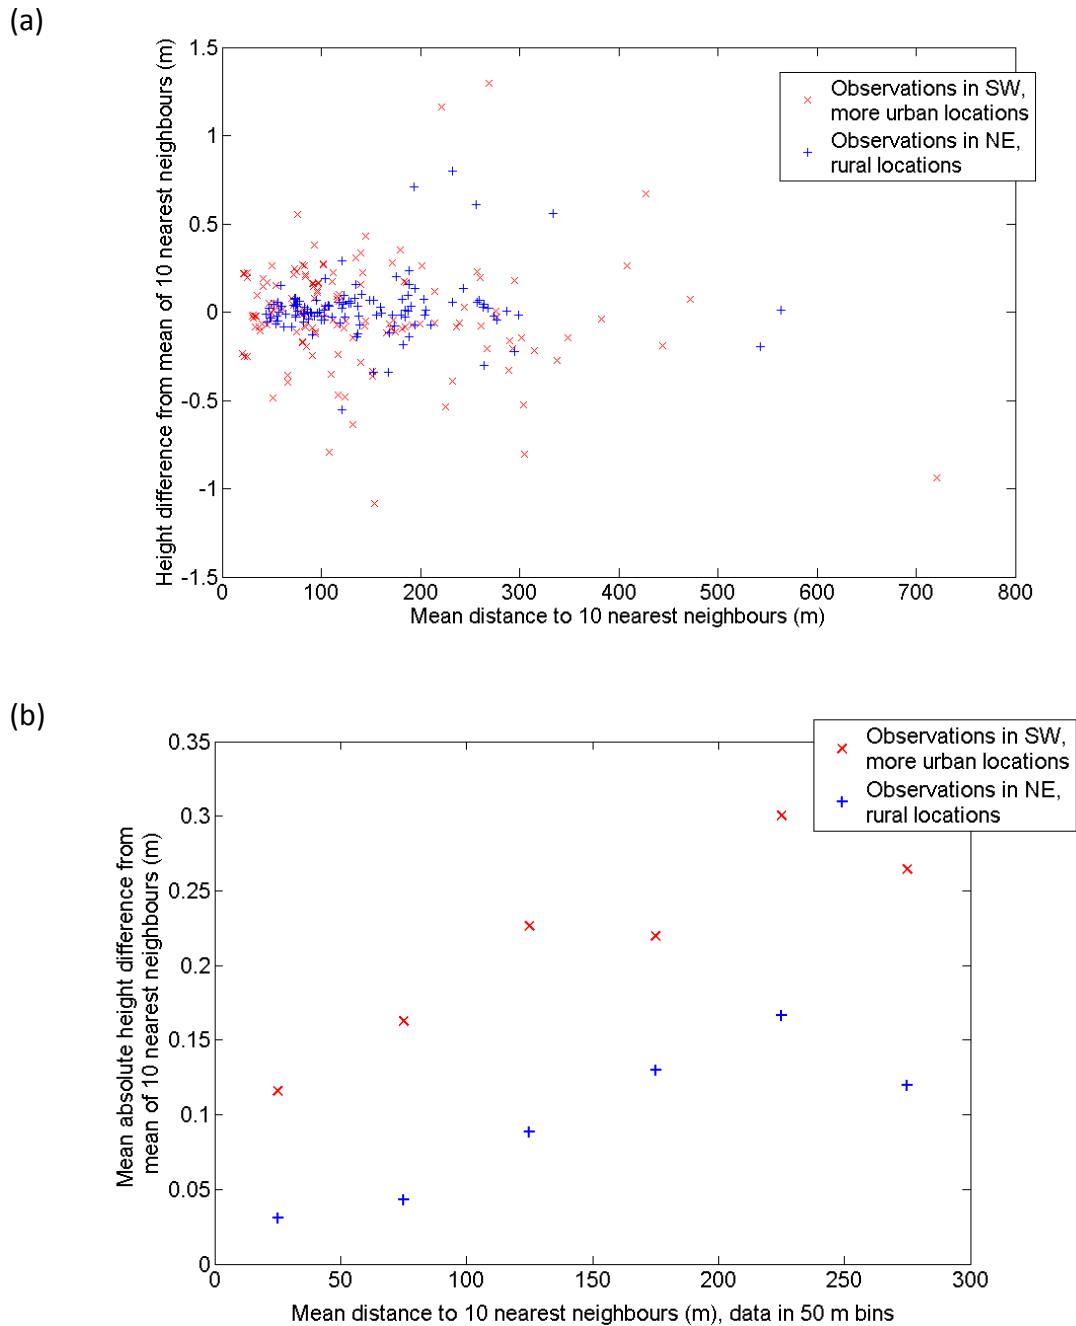 (a)
Height difference from mean of 10 nearest neighbours (m)
1.5
1
0.5
0
-0.5
-1
-1.5
0 100 200 300 400 500 600 700 800
Mean distance to 10 nearest neighbours (m)
Observations in SW,
more urban locations
Observations in NE,
rural locations
(b)
Mean absolute height difference from
mean of 10 nearest neighbours (m)
0.35
0.3
0.25
0.2
0.15
0.1
0.05
0
0 50 100 150 200 250 300
Mean distance to 10 nearest neighbours (m), data in 50 m bins
Observations in SW,
more urban locations
Observations in NE,
rural locations